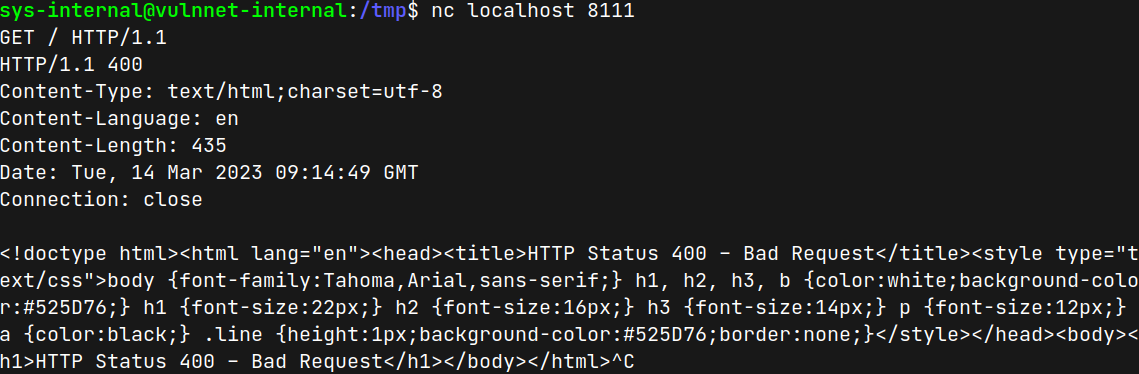 sys-internal@vulnnet-internal:/tmp$ nc localhost 8111
GET / HTTP/1.1
HTTP/1.1 400
Content-Type: text/html;charset=utf-8
Content-Language: en
Content-Length: 435
Date: Tue, 14 Mar 2023 09:14:49 GMT
Connection: close

<!doctype html><html lang="en"><head><title>HTTP Status 400 – Bad Request</title><style type="t
ext/css">body {font-family:Tahoma,Arial,sans-serif;} h1, h2, h3, b {color:white;background-colo
r:#525D76;} h1 {font-size:22px;} h2 {font-size:16px;} h3 {font-size:14px;} p {font-size:12px;}
a {color:black;} .line {height:1px;background-color:#525D76;border:none;}</style></head><body><
h1>HTTP Status 400 – Bad Request</h1></body></html>^C